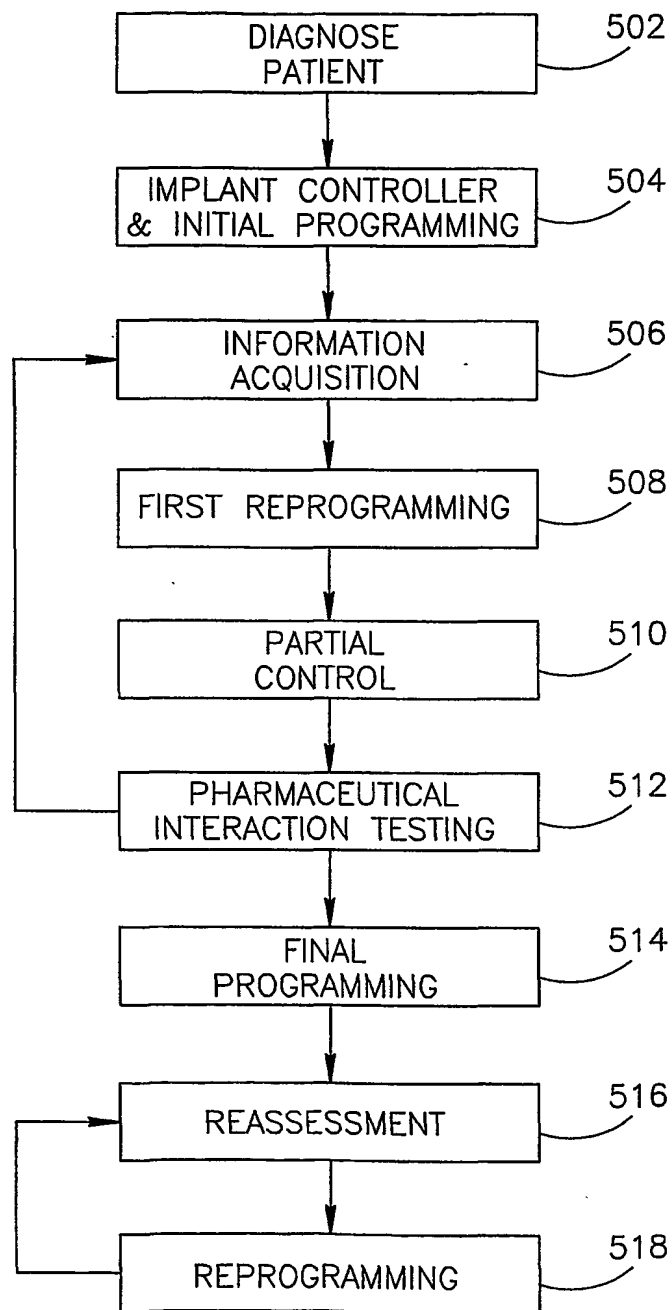 502
DIAGNOSE
PATIENT
504
IMPLANT CONTROLLER
& INITIAL PROGRAMMING
506
INFORMATION
ACQUISITION
508
FIRST REPROGRAMMING
510
PARTIAL
CONTROL
512
PHARMACEUTICAL
INTERACTION TESTING
514
FINAL
PROGRAMMING
516
REASSESSMENT
518
REPROGRAMMING